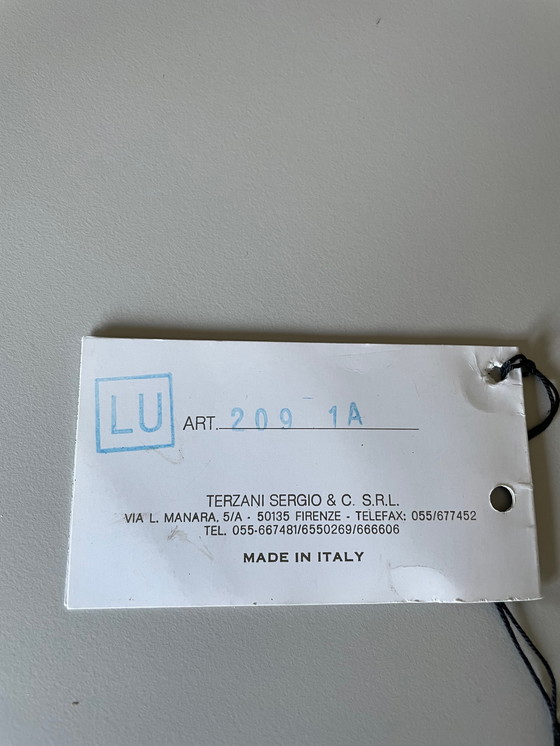 LU ART. 209 1A
TERZANI SERGIO & C. S.R.L.
VIA L. MANARA, 5/A - 50135 FIRENZE - TELEFAX: 055/677452
TEL. 055-667481/6550269/666606
MADE IN ITALY